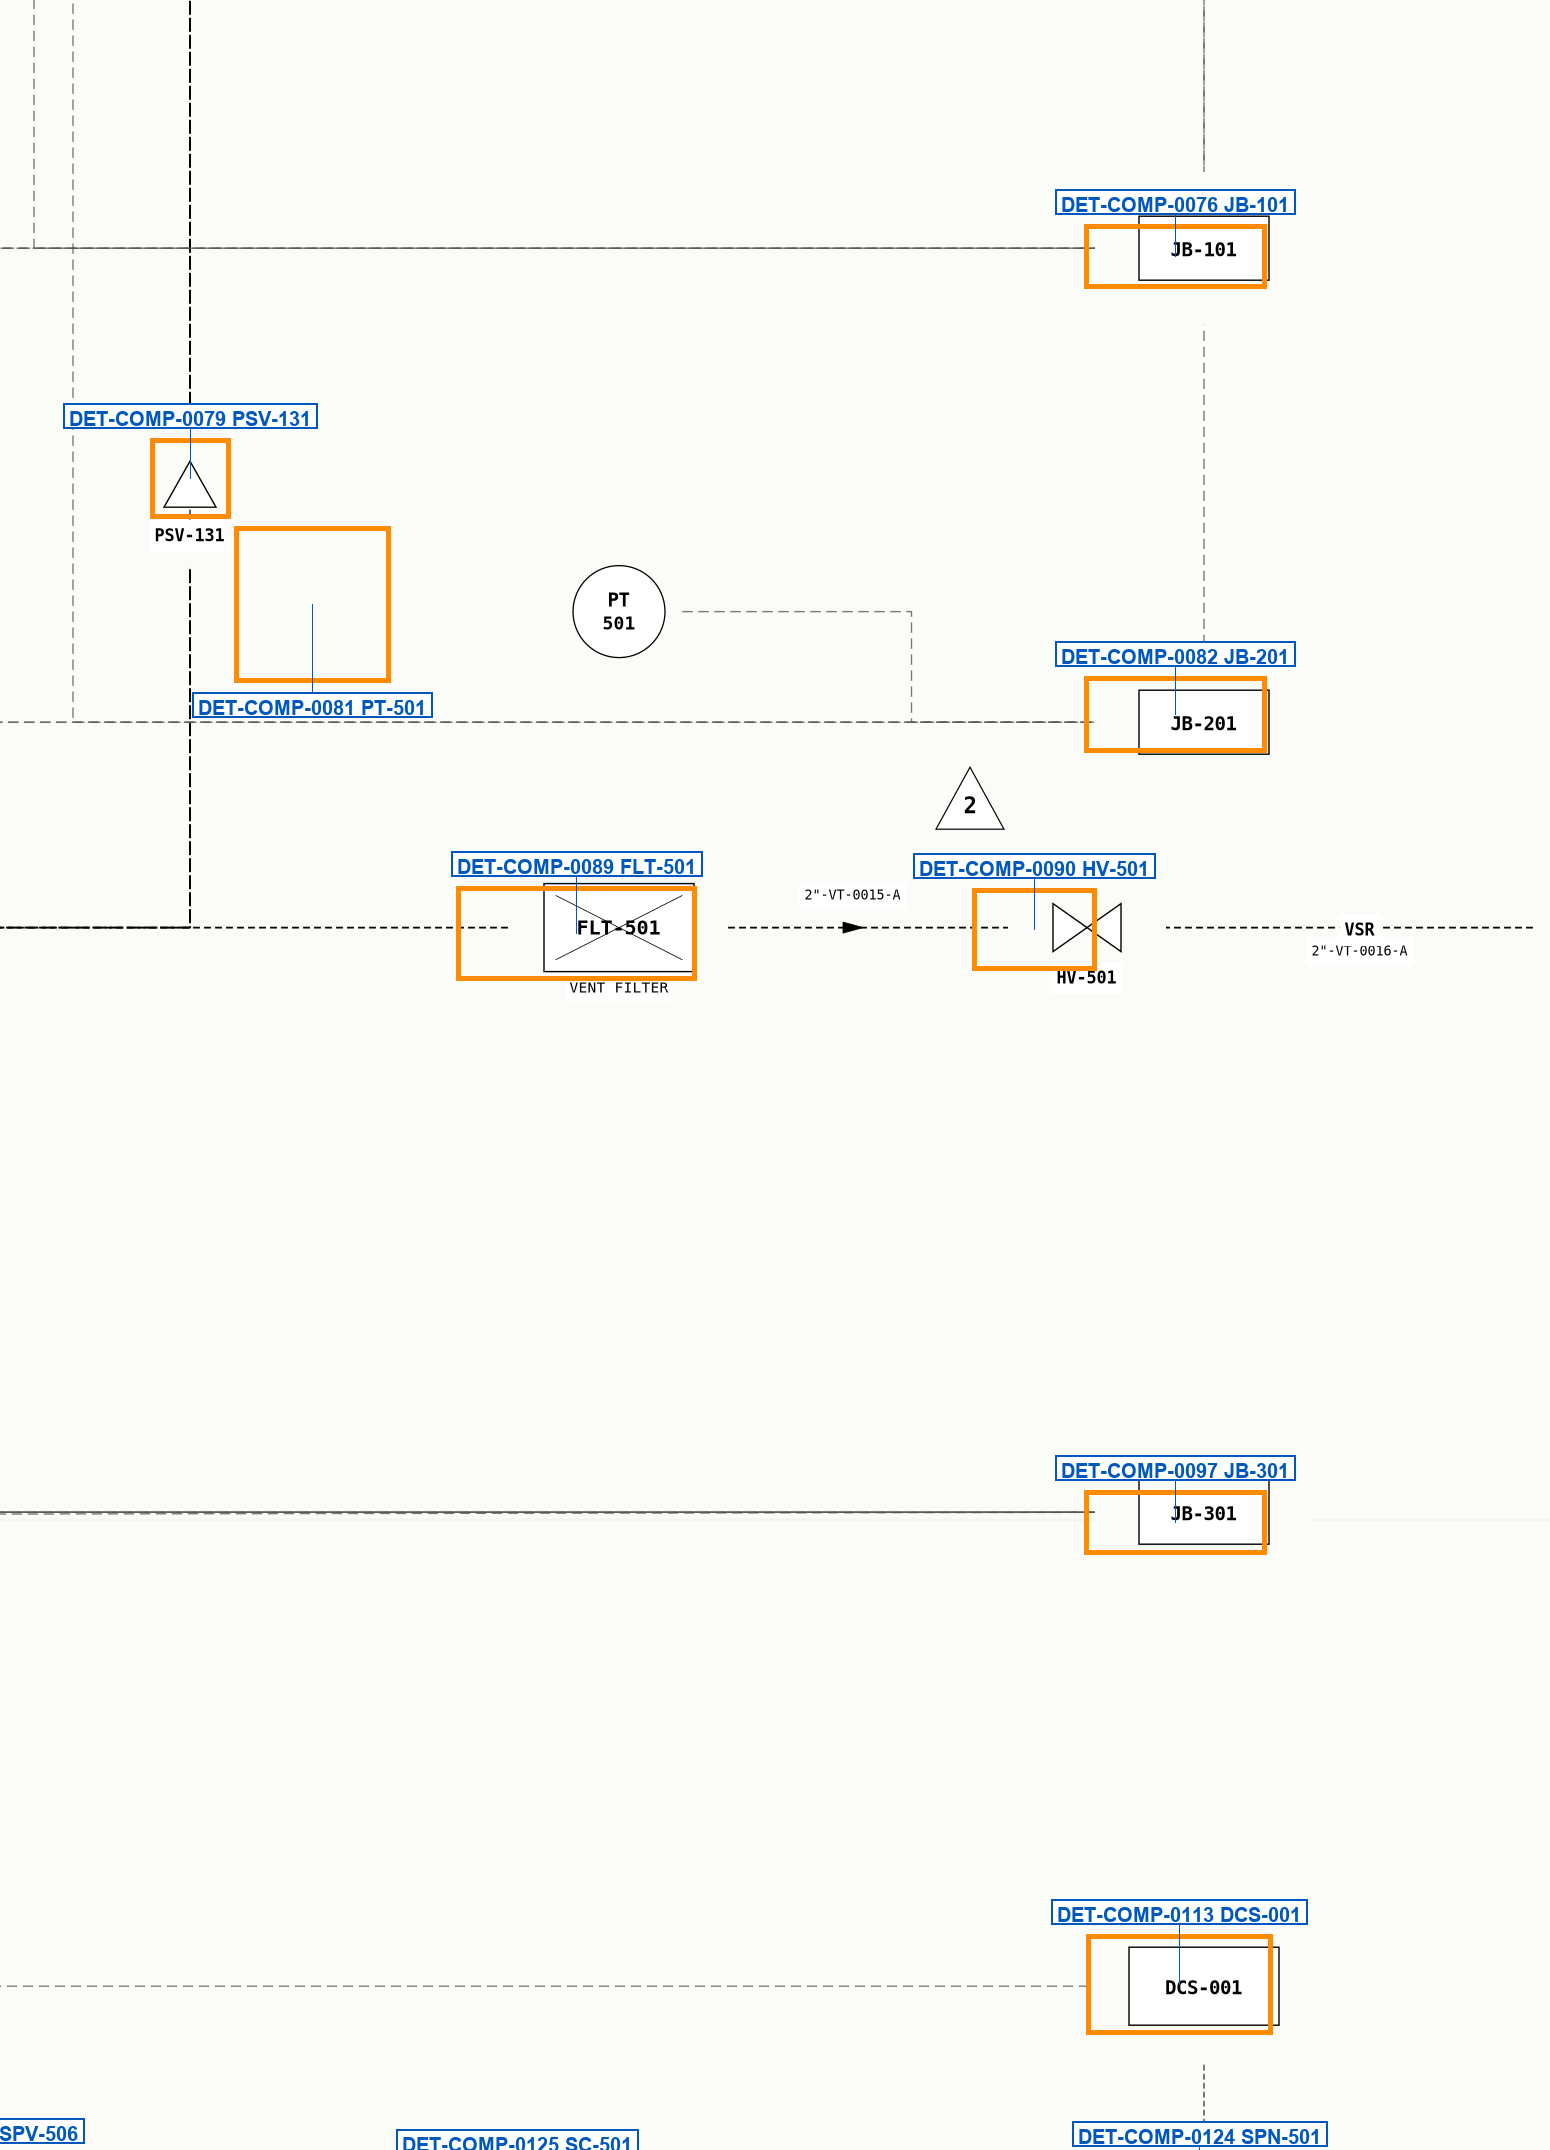 DET-COMP-0076 JB-101
JB-101
DET-COMP-0079 PSV-131
PSV-131
PT
501
DET-COMP-0081 PT-501
DET-COMP-0082 JB-201
JB-201
2
DET-COMP-0089 FLT-501
FLT-501
VENT FILTER
2"-VT-0015-A
DET-COMP-0090 HV-501
HV-501
VSR
2"-VT-0016-A
DET-COMP-0097 JB-301
JB-301
DET-COMP-0113 DCS-001
DCS-001
SPV-506
DET-COMP-0125 SC-501
DET-COMP-0124 SPN-501